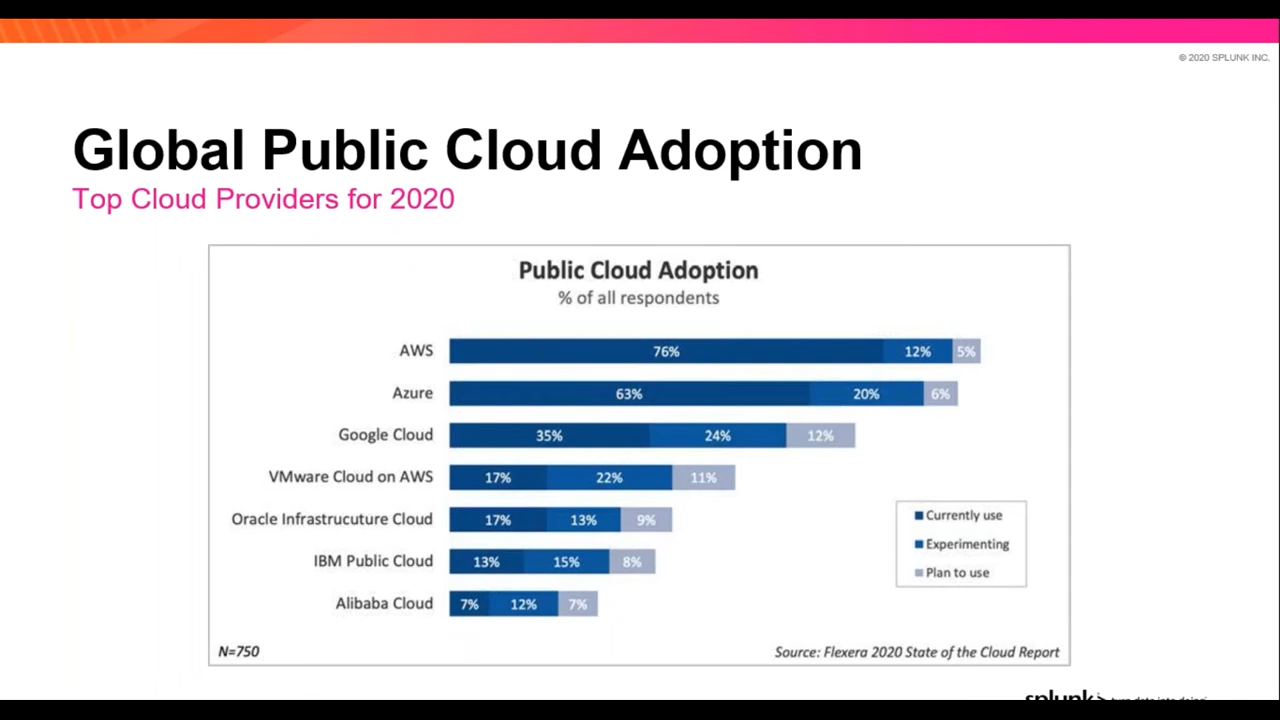 © 2020 SPLUNK INC.
Global Public Cloud Adoption
Top Cloud Providers for 2020
Public Cloud Adoption
% of all respondents
AWS 76% 12% 5%
Azure 63% 20% 6%
Google Cloud 35% 24% 12%
VMware Cloud on AWS 17% 22% 11%
Oracle Infrastrucuture Cloud 17% 13% 9%
IBM Public Cloud 13% 15% 8%
Alibaba Cloud 7% 12% 7%
Currently use
Experimenting
Plan to use
N=750
Source: Flexera 2020 State of the Cloud Report
splunk>